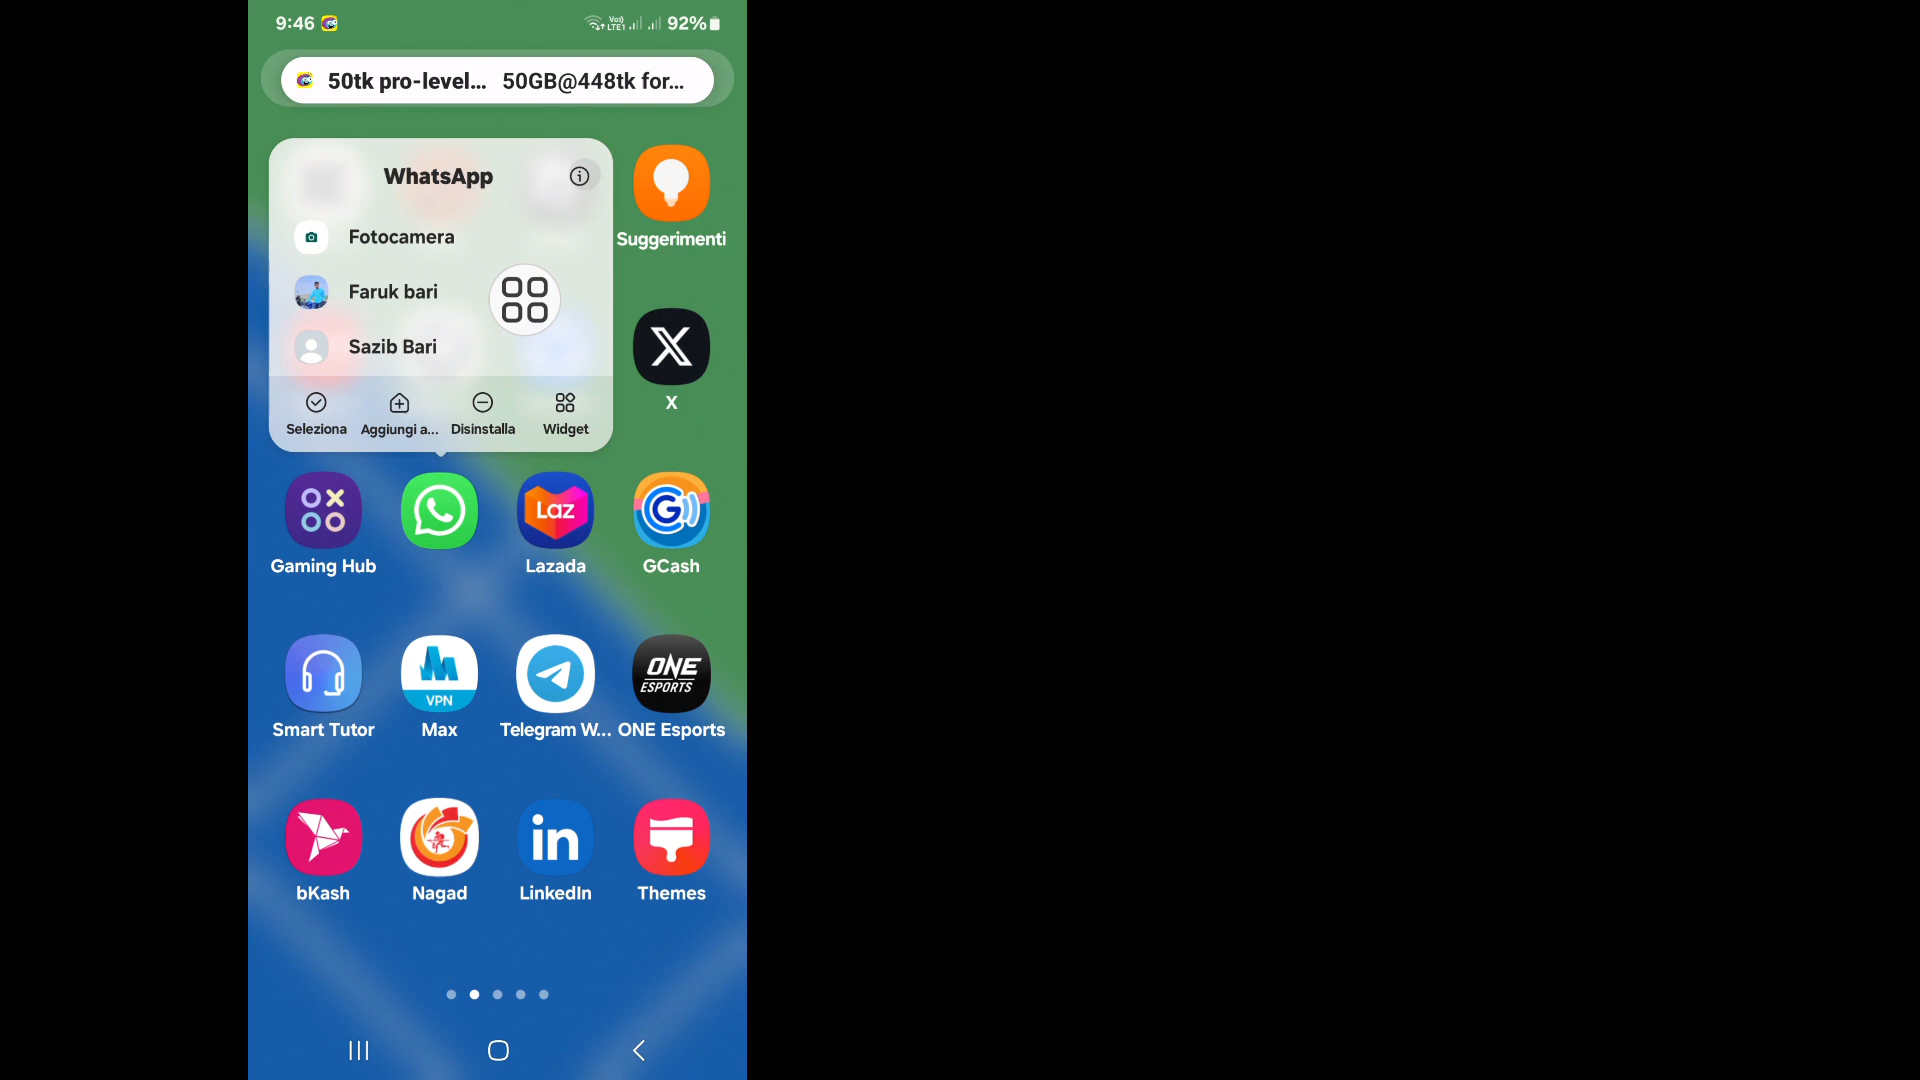 9:46 Vo) LTE1 92%
50tk pro-level... 50GB@448tk for...
WhatsApp
Fotocamera
Faruk bari
Sazib Bari
Seleziona Aggiungi a... Disinstalla Widget
Suggerimenti
X
Laz
G
Gaming Hub Lazada GCash
VPN
ONE
ESPORTS
Smart Tutor Max Telegram W... ONE Esports
in
bKash Nagad LinkedIn Themes